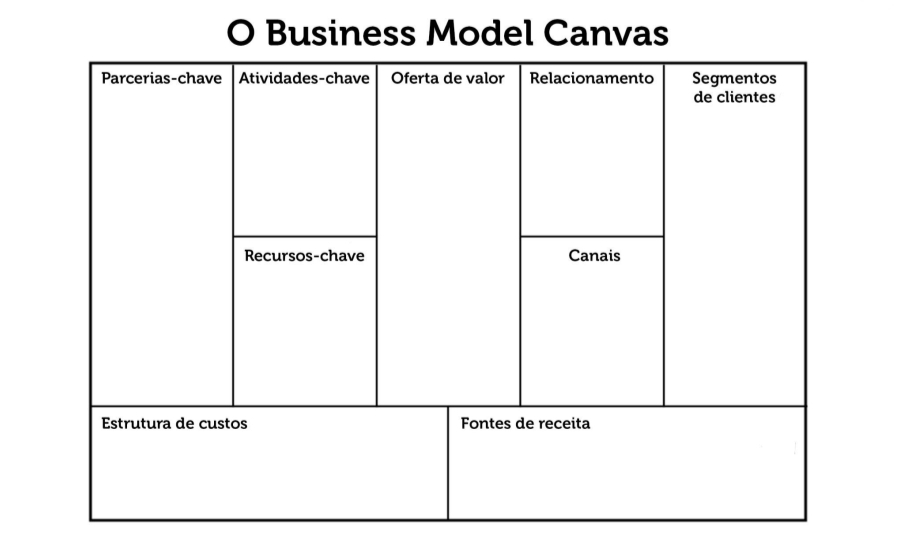 O Business Model Canvas
Parcerias-chave
Atividades-chave
Oferta de valor
Relacionamento
Segmentos
de clientes
Recursos-chave
Canais
Estrutura de custos
Fontes de receita